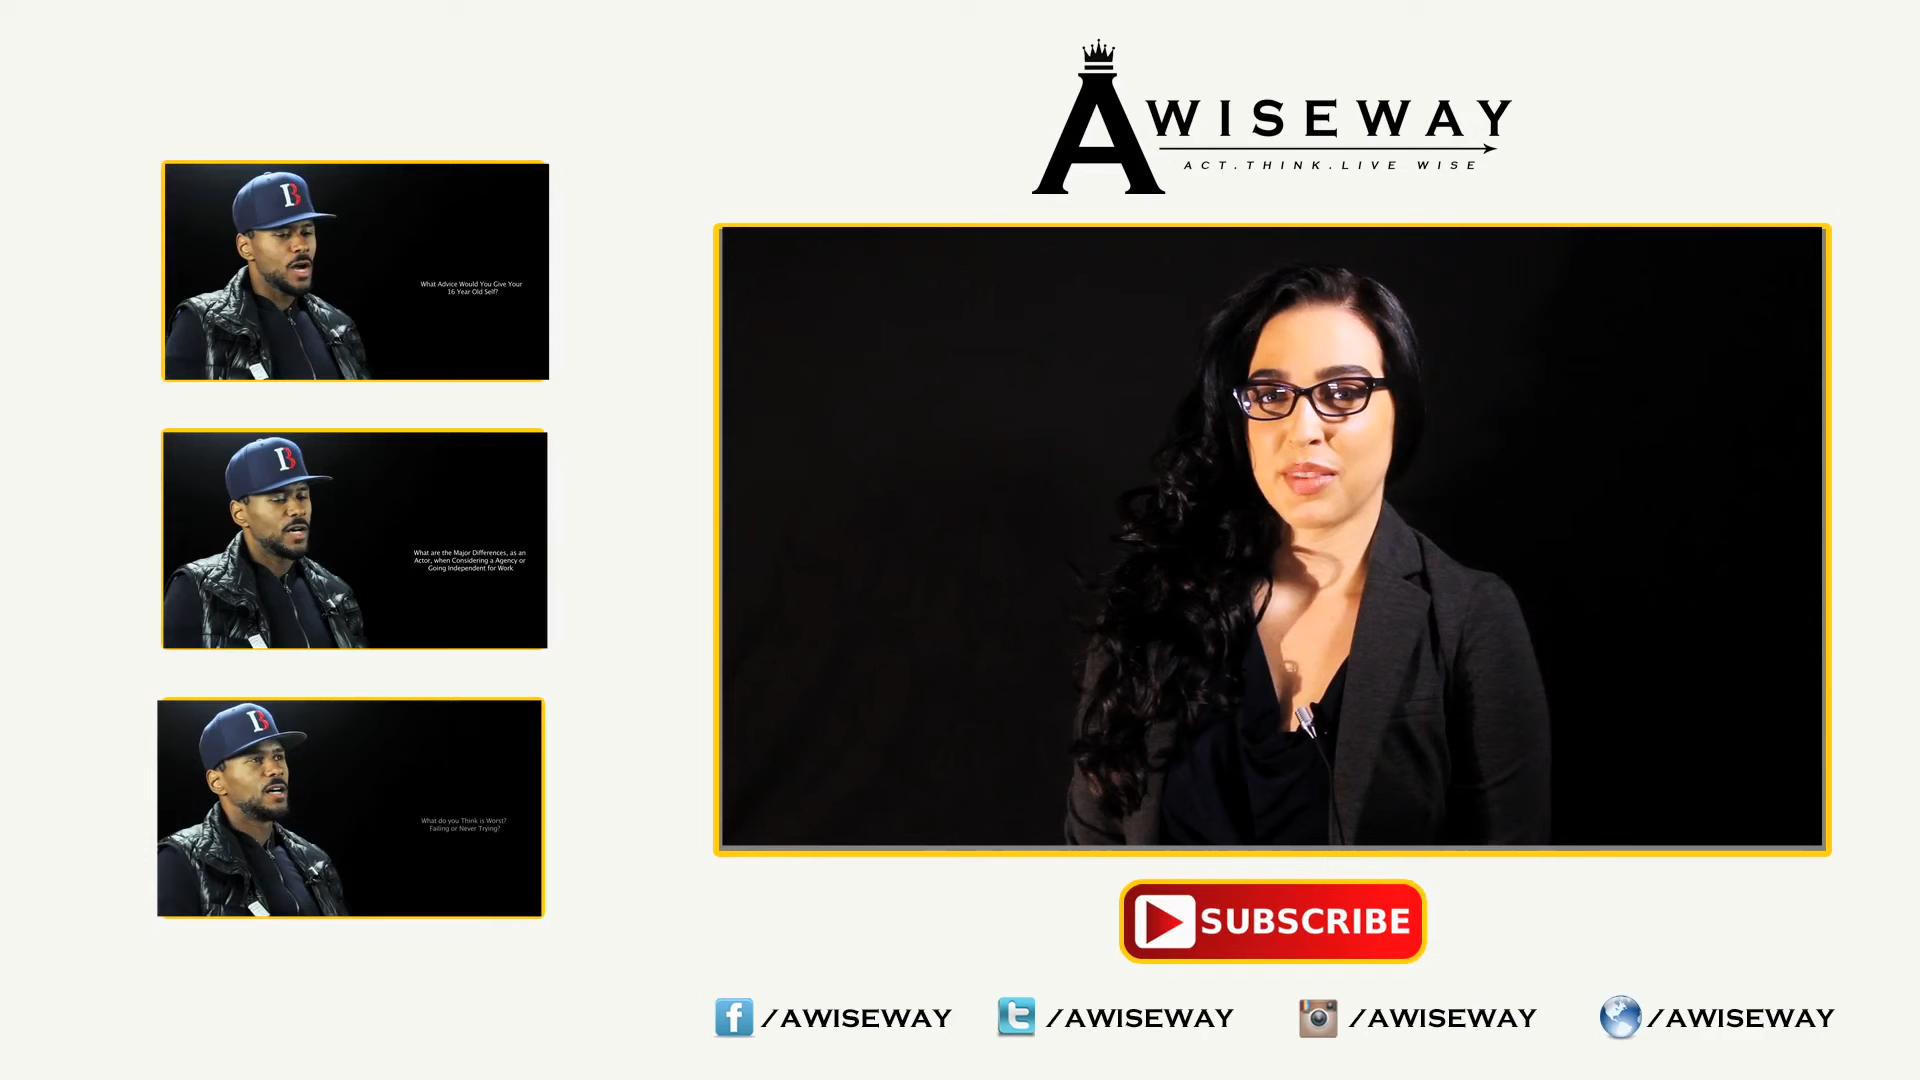 AWISEWAY
ACT.THINK.LIVE WISE
What Advice Would You Give Your
16 Year Old Self?
What are the Major Differences, as an
Actor, when Considering a Agency or
Going Independent for Work
What do you Think is Worst?
Failing or Never Trying?
SUBSCRIBE
/AWISEWAY
/AWISEWAY
/AWISEWAY
/AWISEWAY